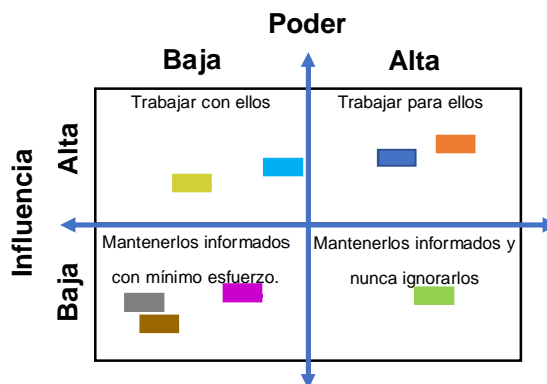 Poder
Baja
Alta
Trabajar con ellos
Trabajar para ellos
Influencia
Alta
Baja
Mantenerlos informados
con mínimo esfuerzo.
Mantenerlos informados y
nunca ignorarlos